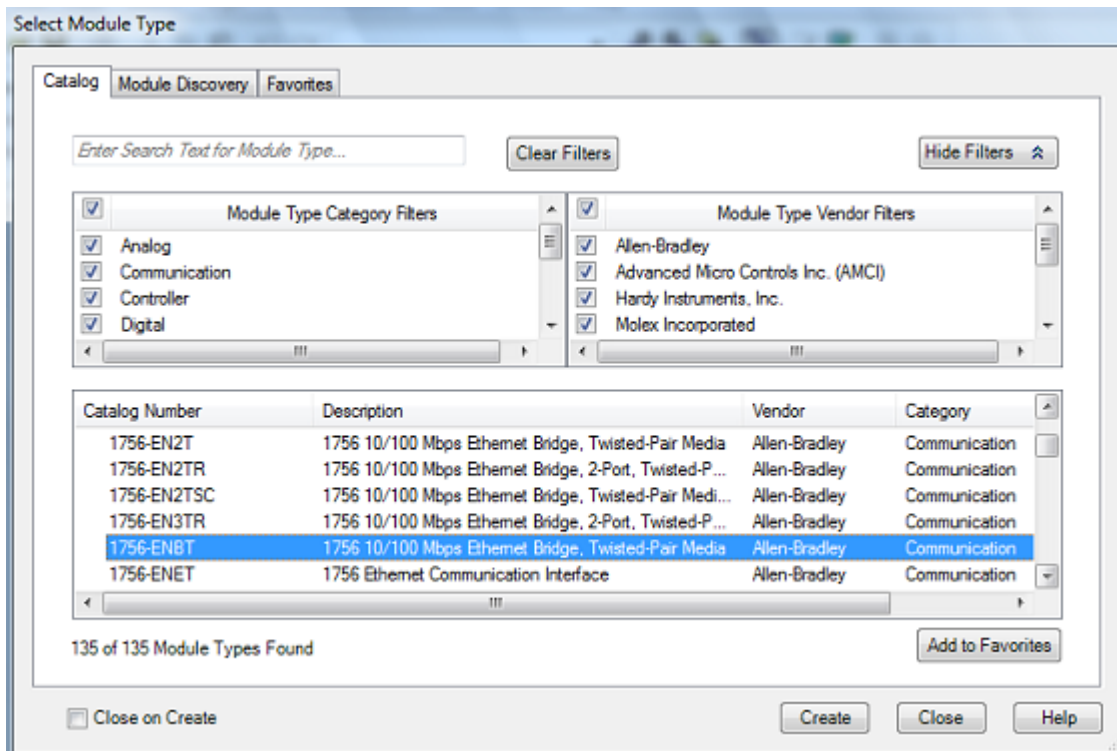 Select Module Type
Catalog Module Discovery Favorites
Enter Search Text for Module Type... Clear Filters Hide Filters
Module Type Category Filters Module Type Vendor Filters
Analog Allen-Bradley
Communication Advanced Micro Controls Inc. (AMCI)
Controller Hardy Instruments, Inc.
Digital Molex Incorporated
Catalog Number Description Vendor Category
1756-EN2T 1756 10/100 Mbps Ethernet Bridge, Twisted-Pair Media Allen-Bradley Communication
1756-EN2TR 1756 10/100 Mbps Ethernet Bridge, 2-Port, Twisted-P... Allen-Bradley Communication
1756-EN2TSC 1756 10/100 Mbps Ethernet Bridge, Twisted-Pair Medi... Allen-Bradley Communication
1756-EN3TR 1756 10/100 Mbps Ethernet Bridge, 2-Port, Twisted-P... Allen-Bradley Communication
1756-ENBT 1756 10/100 Mbps Ethernet Bridge, Twisted-Pair Media Allen-Bradley Communication
1756-ENET 1756 Ethernet Communication Interface Allen-Bradley Communication
135 of 135 Module Types Found Add to Favorites
Close on Create Create Close Help